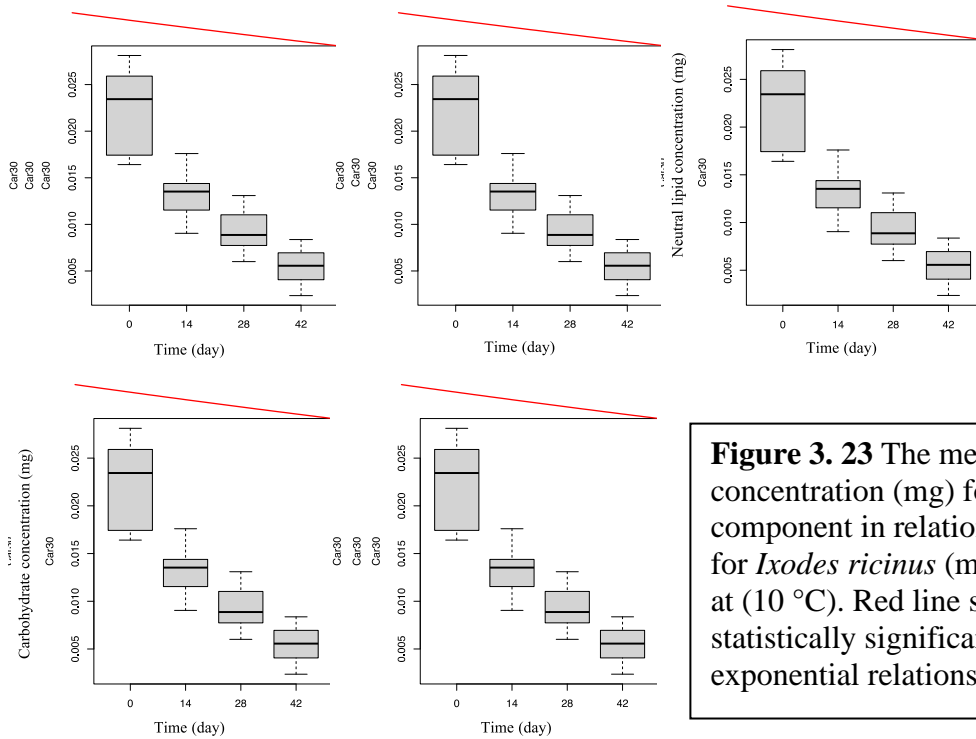 Car30
Car30
Car30
0.005
0.010
0.015
0.020
0.025
0 14 28 42
Time (day)
Car30
Car30
Car30
0.005
0.010
0.015
0.020
0.025
0 14 28 42
Time (day)
Neutral lipid concentration (mg)
Car30
0.005
0.010
0.015
0.020
0.025
0 14 28 42
Time (day)
Carbohydrate concentration (mg)
Car30
0.005
0.010
0.015
0.020
0.025
0 14 28 42
Time (day)
Car30
Car30
Car30
0.005
0.010
0.015
0.020
0.025
0 14 28 42
Time (day)
Figure 3. 23 The me
concentration (mg) fo
component in relation
for Ixodes ricinus (m
at (10 °C). Red line s
statistically significan
exponential relations